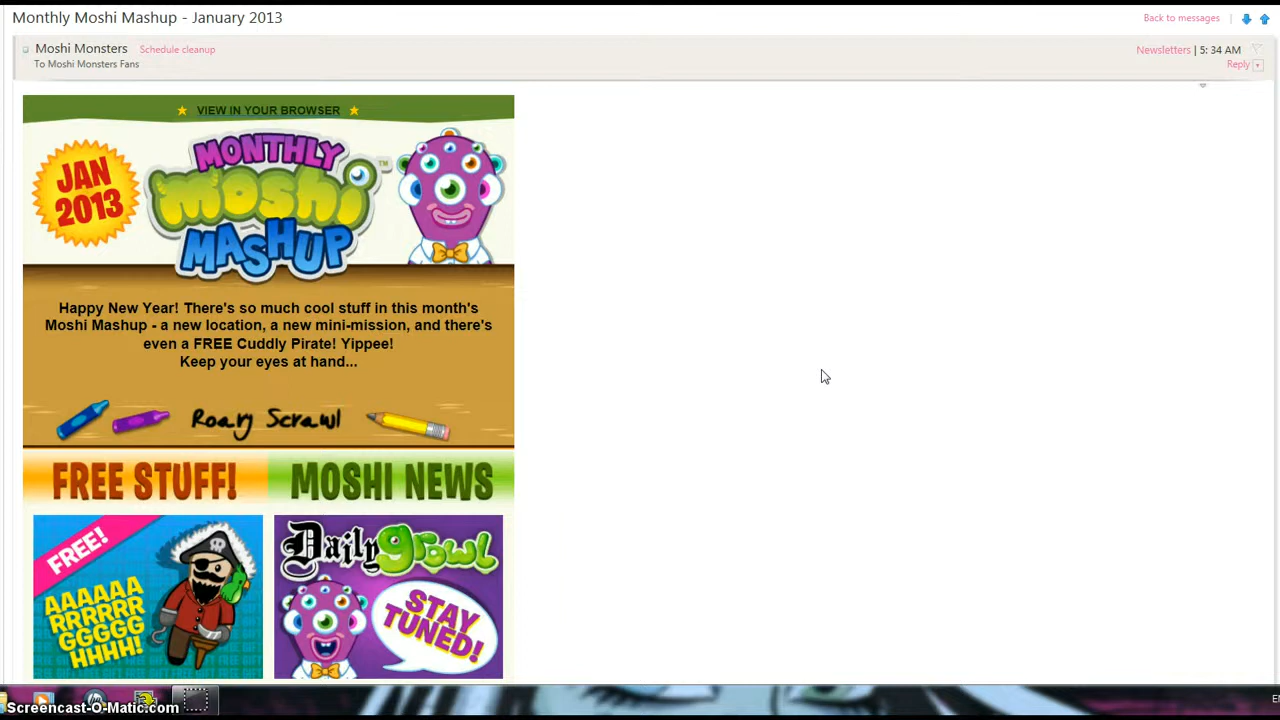 Monthly Moshi Mashup - January 2013
Back to messages |
Moshi Monsters Schedule cleanup
Newsletters | 5: 34 AM
To Moshi Monsters Fans
Reply
VIEW IN YOUR BROWSER
JAN
2013
MONTHLY
moshi™
MASHUP
Happy New Year! There's so much cool stuff in this month's
Moshi Mashup - a new location, a new mini-mission, and there's
even a FREE Cuddly Pirate! Yippee!
Keep your eyes at hand...
Roary Scrawl
FREE STUFF!
MOSHI NEWS
FREE!
AAAAAA
RRRRRR
GGGGG
HHHH!
Daily growl
STAY
TUNED!
Screencast-O-Matic.com